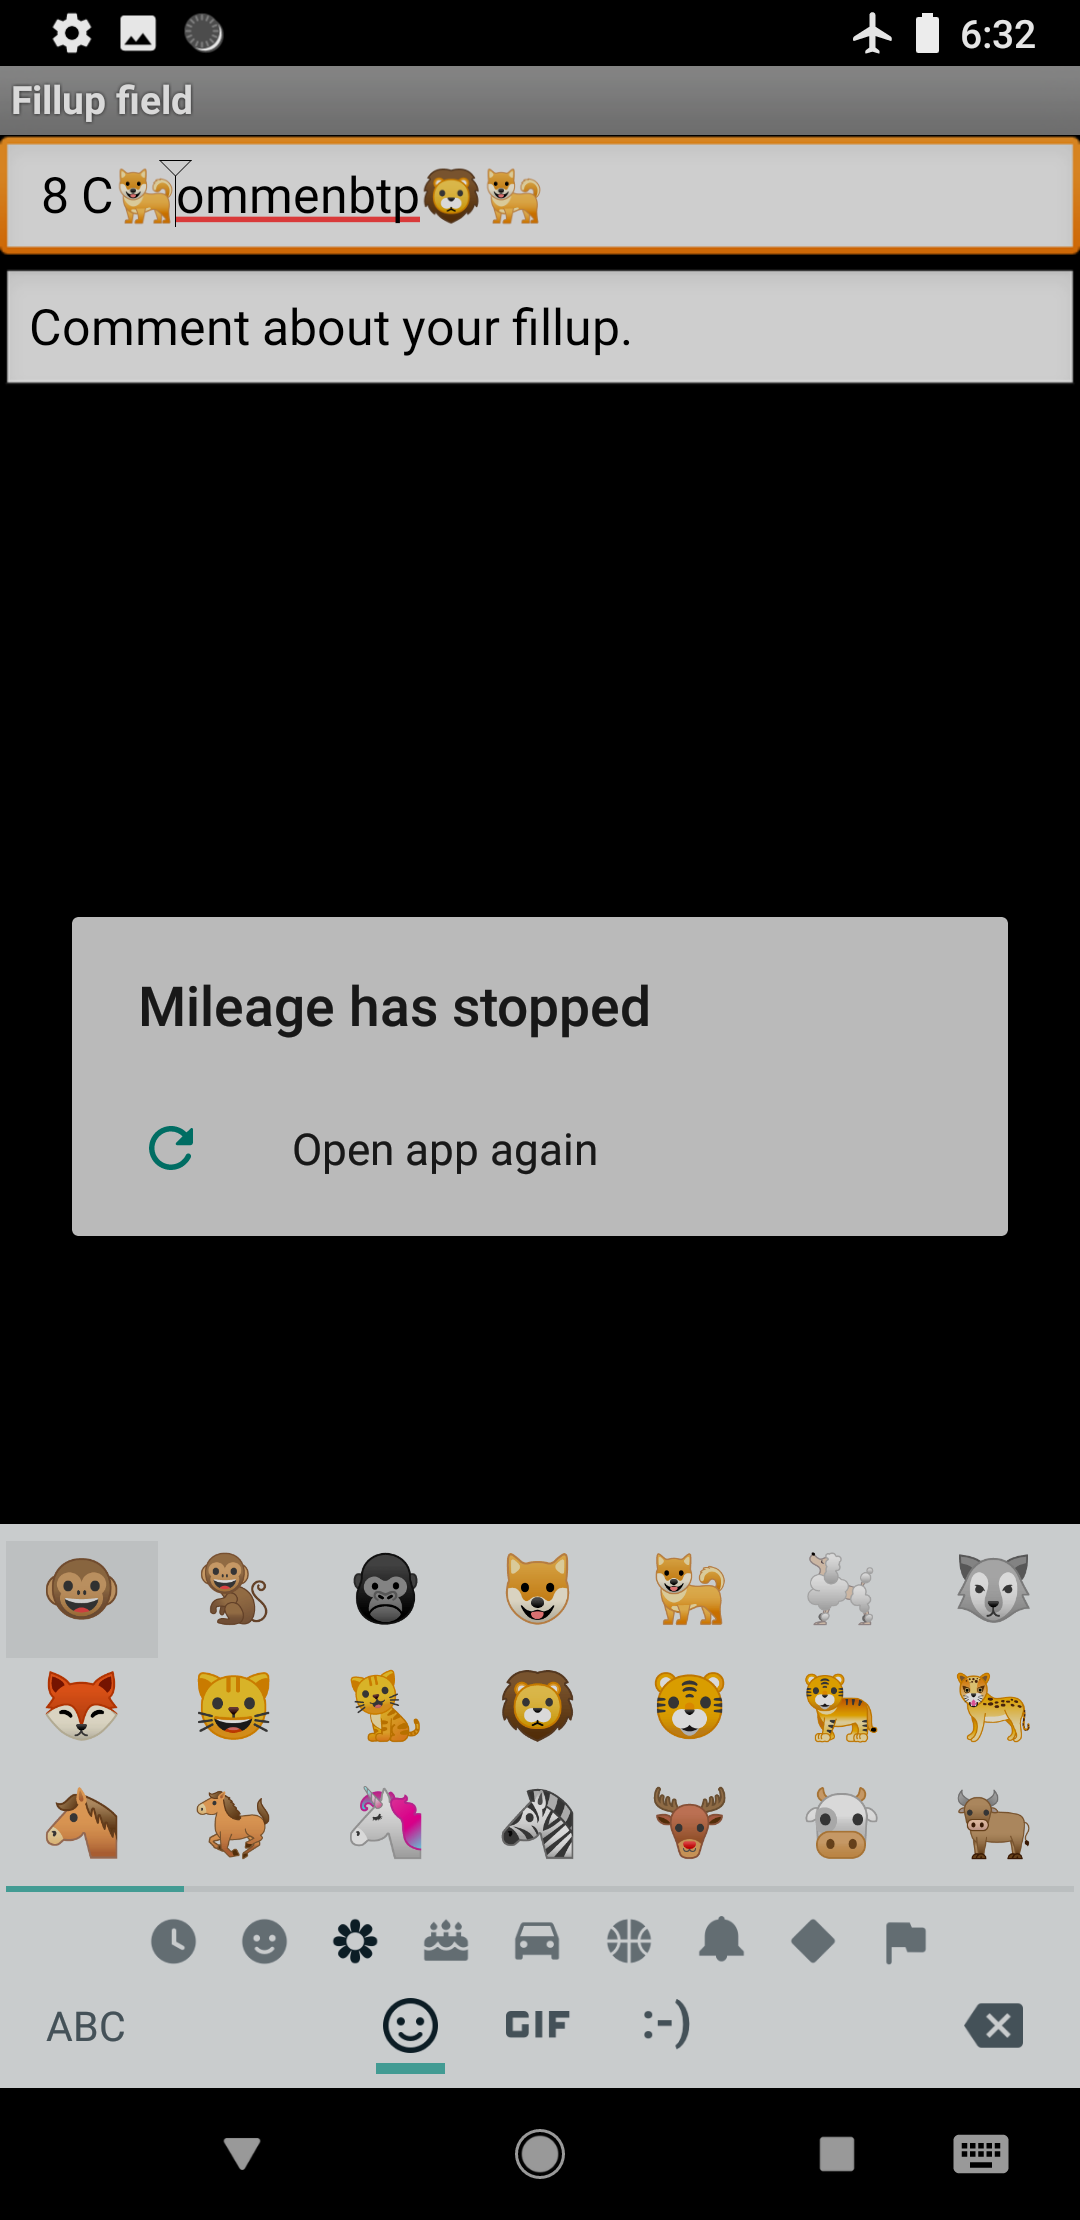 6:32
Fillup field
8 C🐕ommenbtp🦁🐕
Comment about your fillup.
Mileage has stopped
Open app again
ABC GIF :-)